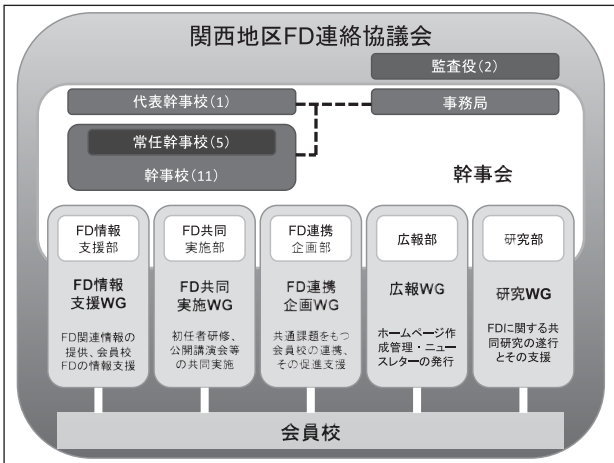 関西地区FD連絡協議会
監査役(2)
代表幹事校(1)
事務局
常任幹事校(5)
幹事校(11)
幹事会
FD情報
支援部
FD共同
実施部
FD連携
企画部
広報部
研究部
FD情報
支援WG
FD関連情報の
提供、会員校
FDの情報支援
FD共同
実施WG
初任者研修、
公開講演会等
の共同実施
FD連携
企画WG
共通課題をもつ
会員校の連携、
その促進支援
広報WG
ホームページ作
成管理・ニュー
スレターの発行
研究WG
FDに関する共
同研究の遂行
とその支援
会員校